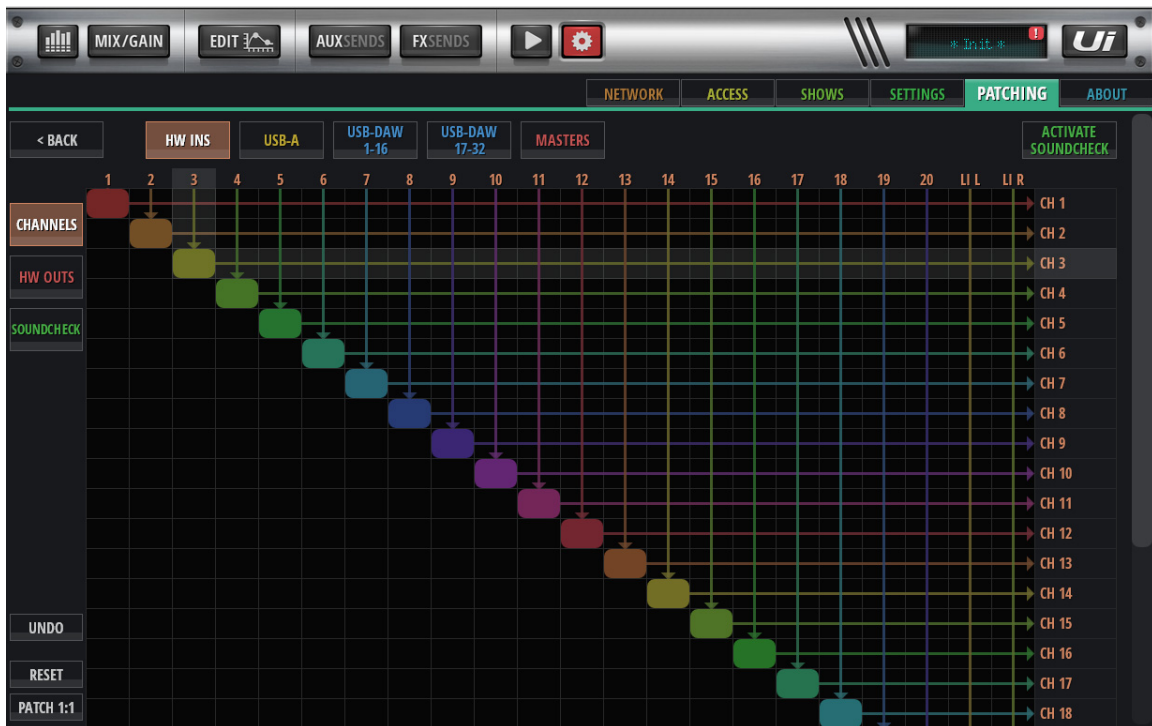 MIX/GAIN EDIT AUXSENDS FXSENDS * Init * ! Ui
NETWORK ACCESS SHOWS SETTINGS PATCHING ABOUT
< BACK HW INS USB-A USB-DAW 1-16 USB-DAW 17-32 MASTERS ACTIVATE SOUNDCHECK
1 2 3 4 5 6 7 8 9 10 11 12 13 14 15 16 17 18 19 20 LI L LI R
CH 1
CHANNELS
CH 2
CH 3
HW OUTS
CH 4
CH 5
SOUNDCHECK
CH 6
CH 7
CH 8
CH 9
CH 10
CH 11
CH 12
CH 13
CH 14
CH 15
UNDO
CH 16
RESET
CH 17
PATCH 1:1
CH 18